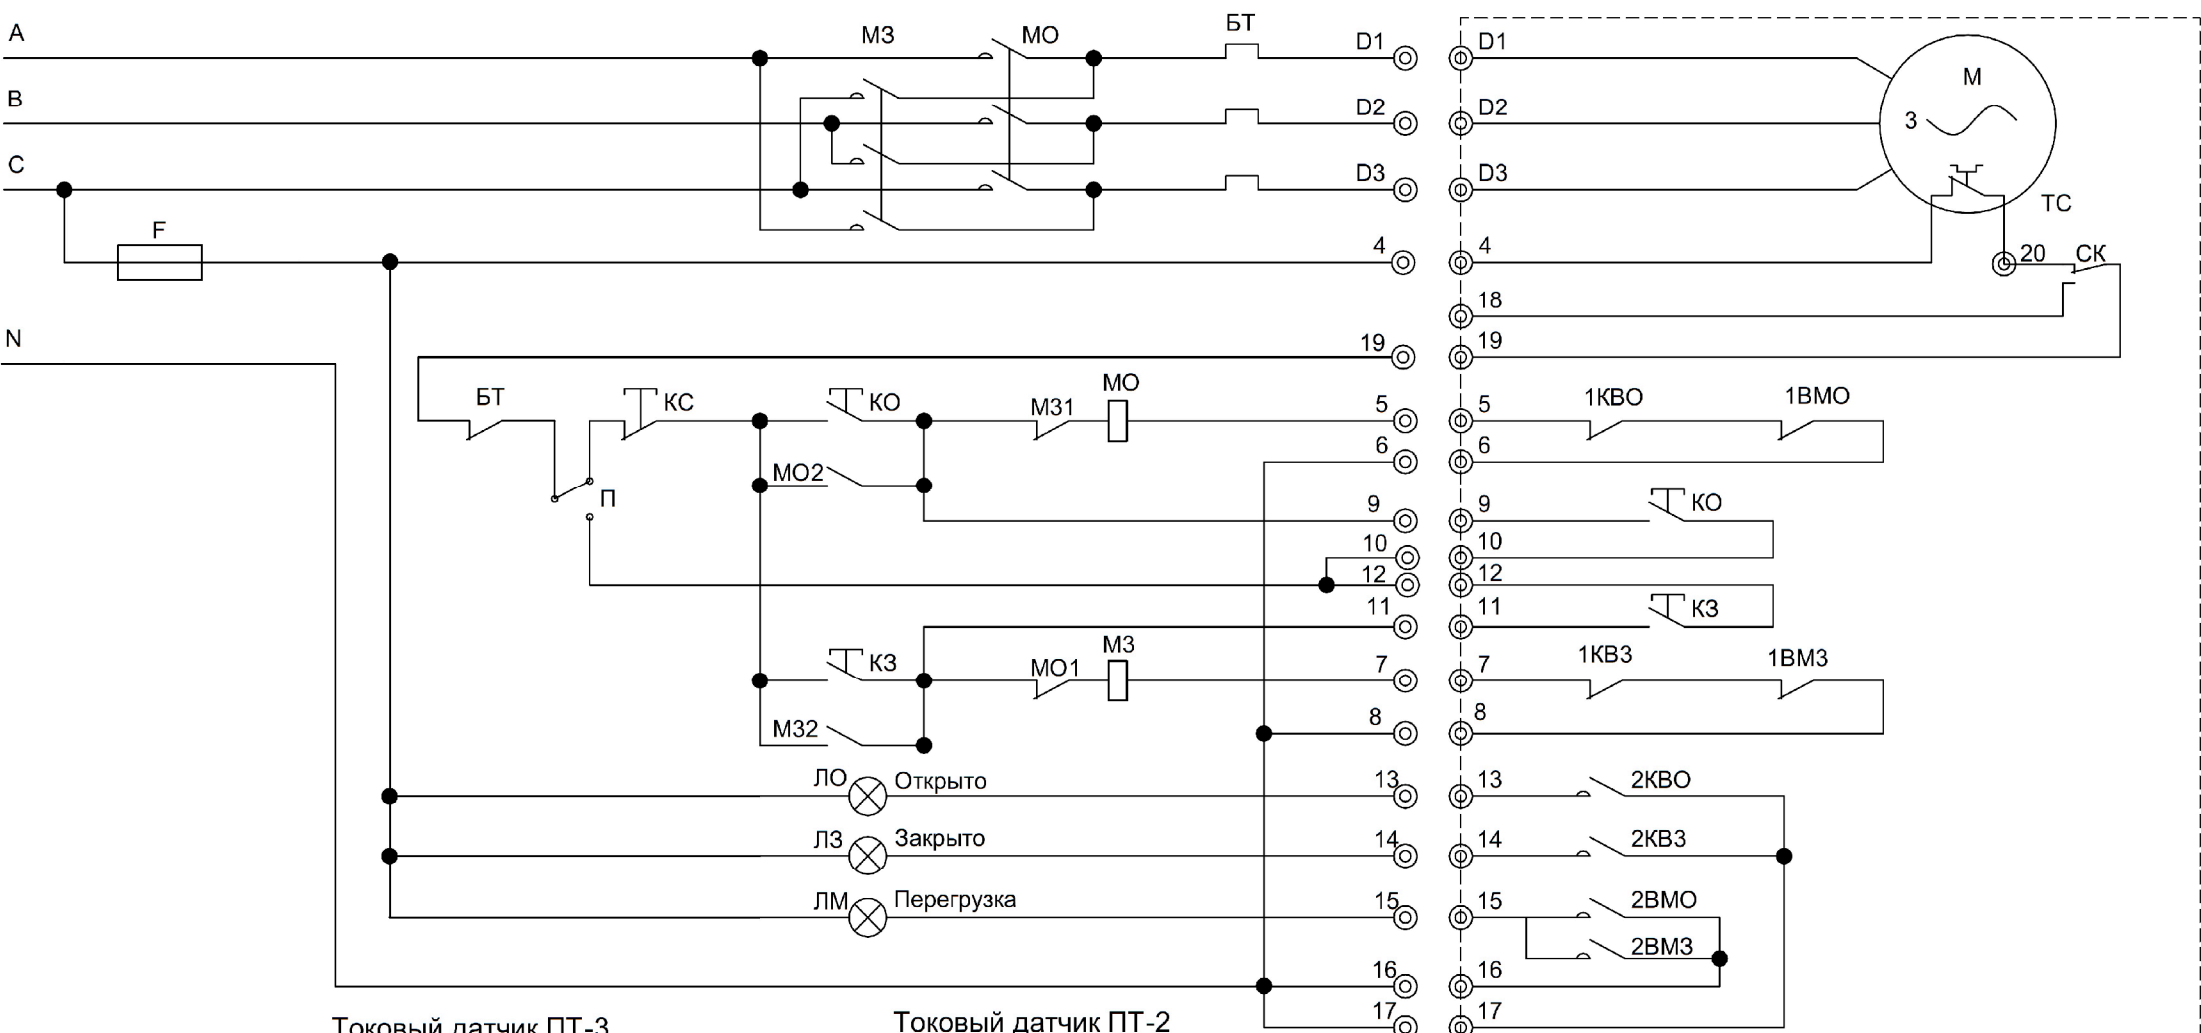 A
МЗ
МО
БТ
D1
D1
М
B
D2
D2
3
C
D3
D3
ТС
F
4
4
20
СК
18
N
19
19
БТ
КС
КО
МЗ1
МО
5
5
1КВО
1ВМО
6
6
МО2
П
9
9
КО
10
10
12
12
11
11
КЗ
КЗ
МО1
МЗ
7
7
1КВЗ
1ВМЗ
МЗ2
8
8
ЛО
Открыто
13
13
2КВО
ЛЗ
Закрыто
14
14
2КВЗ
ЛМ
Перегрузка
15
15
2ВМО
2ВМЗ
16
16
17
17
Токовый датчик ПТ-3
Токовый датчик ПТ-2